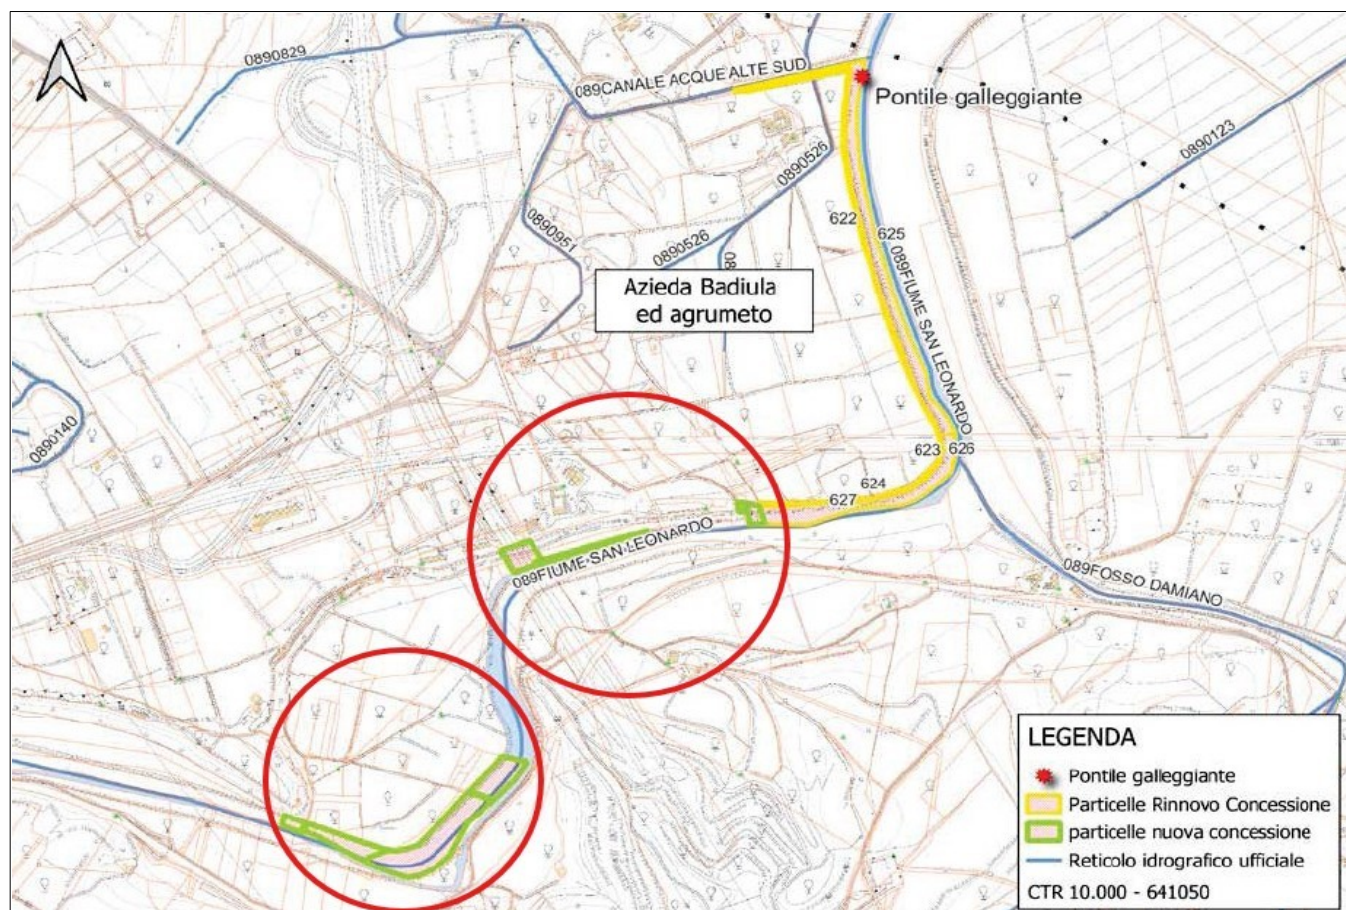 0890829
089CANALE ACQUE ALTE SUD
Pontile galleggiante
0890123
0890526
0890951
0890526
08
622
625
089FIUME SAN LEONARDO
Azieda Badiula
ed agrumeto
0890140
623
626
624
627
089FIUME SAN LEONARDO
089FOSSO DAMIANO
LEGENDA
Pontile galleggiante
Particelle Rinnovo Concessione
particelle nuova concessione
Reticolo idrografico ufficiale
CTR 10.000 - 641050